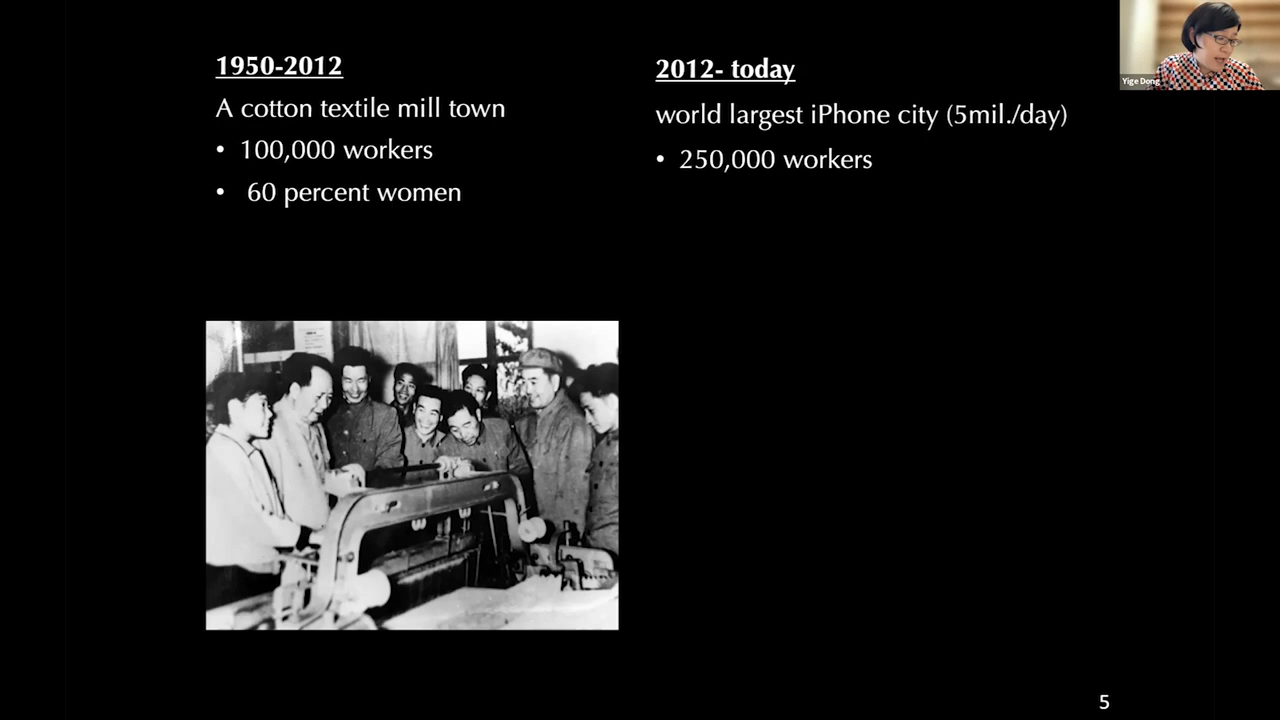 1950-2012
A cotton textile mill town
• 100,000 workers
• 60 percent women
2012- today
world largest iPhone city (5mil./day)
• 250,000 workers
Yige Dong
5